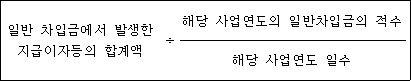 일반 차입금에서 발생한
지급이자등의 합계액
÷
해당 사업연도의 일반차입금의 적수
해당 사업연도 일수